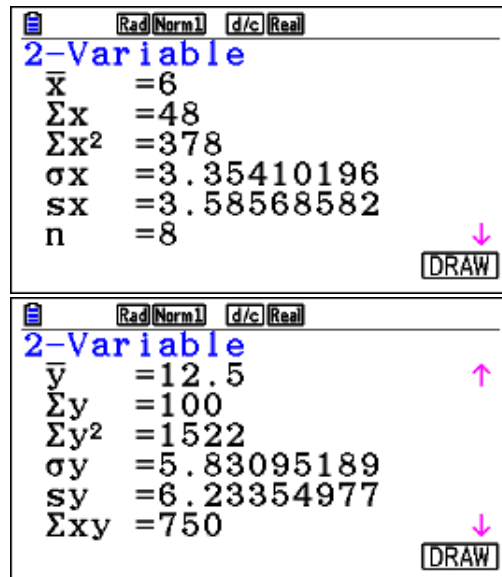 Rad Norm1 d/c Real
2-Variable
x̄ =6
Σx =48
Σx² =378
σx =3.35410196
sx =3.58568582
n =8 ↓
DRAW
Rad Norm1 d/c Real
2-Variable
ȳ =12.5 ↑
Σy =100
Σy² =1522
σy =5.83095189
sy =6.23354977
Σxy =750 ↓
DRAW